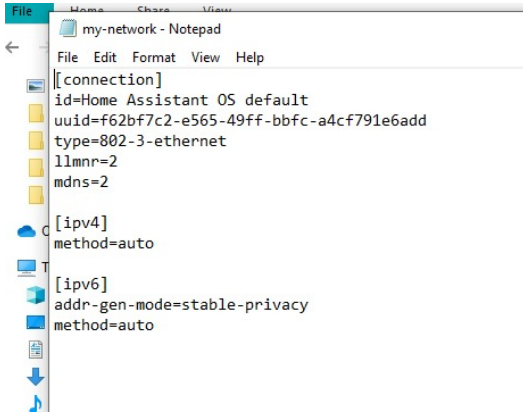 File Home Share View
my-network - Notepad
File Edit Format View Help
[connection]
id=Home Assistant OS default
uuid=f62bf7c2-e565-49ff-bbfc-a4cf791e6add
type=802-3-ethernet
llmnr=2
mdns=2
[ipv4]
method=auto
[ipv6]
addr-gen-mode=stable-privacy
method=auto